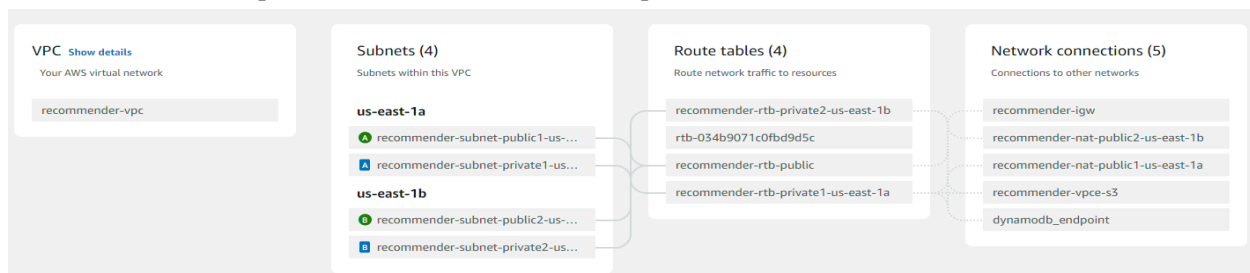 VPC Show details
Your AWS virtual network
recommender-vpc
Subnets (4)
Subnets within this VPC
us-east-1a
A recommender-subnet-public1-us-...
A recommender-subnet-private1-us...
us-east-1b
B recommender-subnet-public2-us-...
B recommender-subnet-private2-us...
Route tables (4)
Route network traffic to resources
recommender-rtb-private2-us-east-1b
rtb-034b9071c0fbd9d5c
recommender-rtb-public
recommender-rtb-private1-us-east-1a
Network connections (5)
Connections to other networks
recommender-igw
recommender-nat-public2-us-east-1b
recommender-nat-public1-us-east-1a
recommender-vpce-s3
dynamodb_endpoint